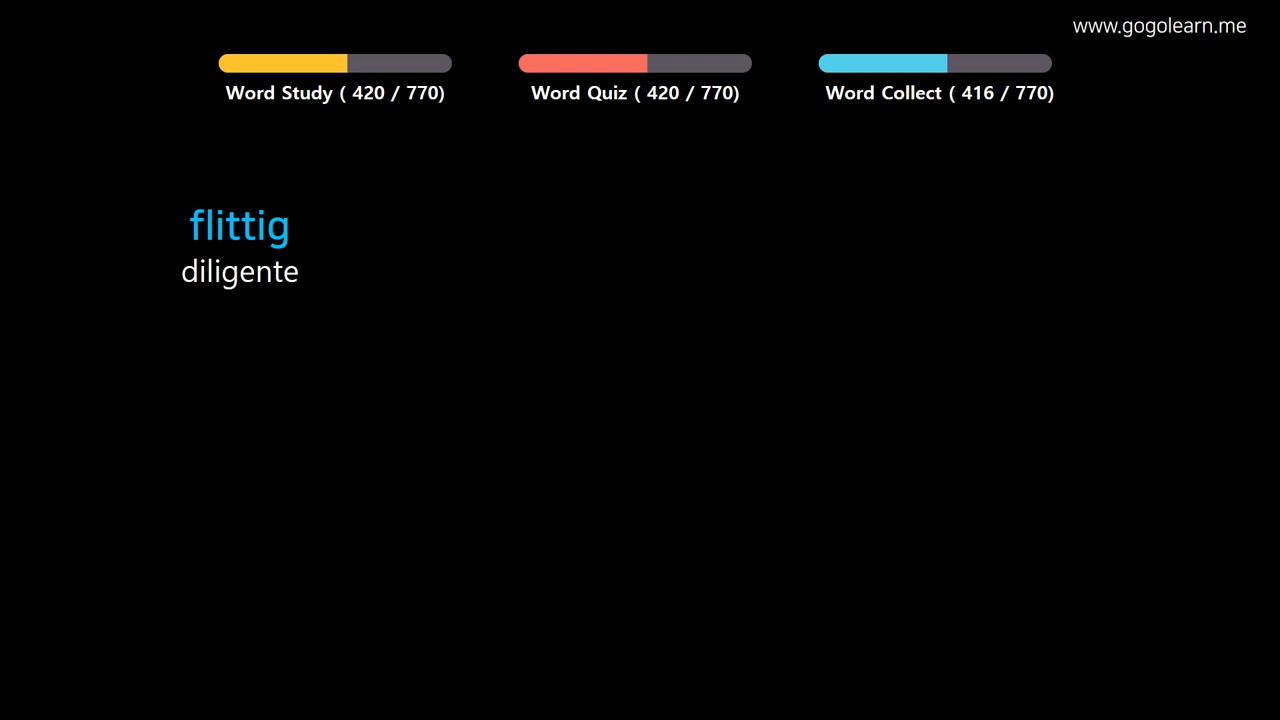 www.gogolearn.me
Word Study ( 420 / 770)
Word Quiz ( 420 / 770)
Word Collect ( 416 / 770)
flittig
diligente